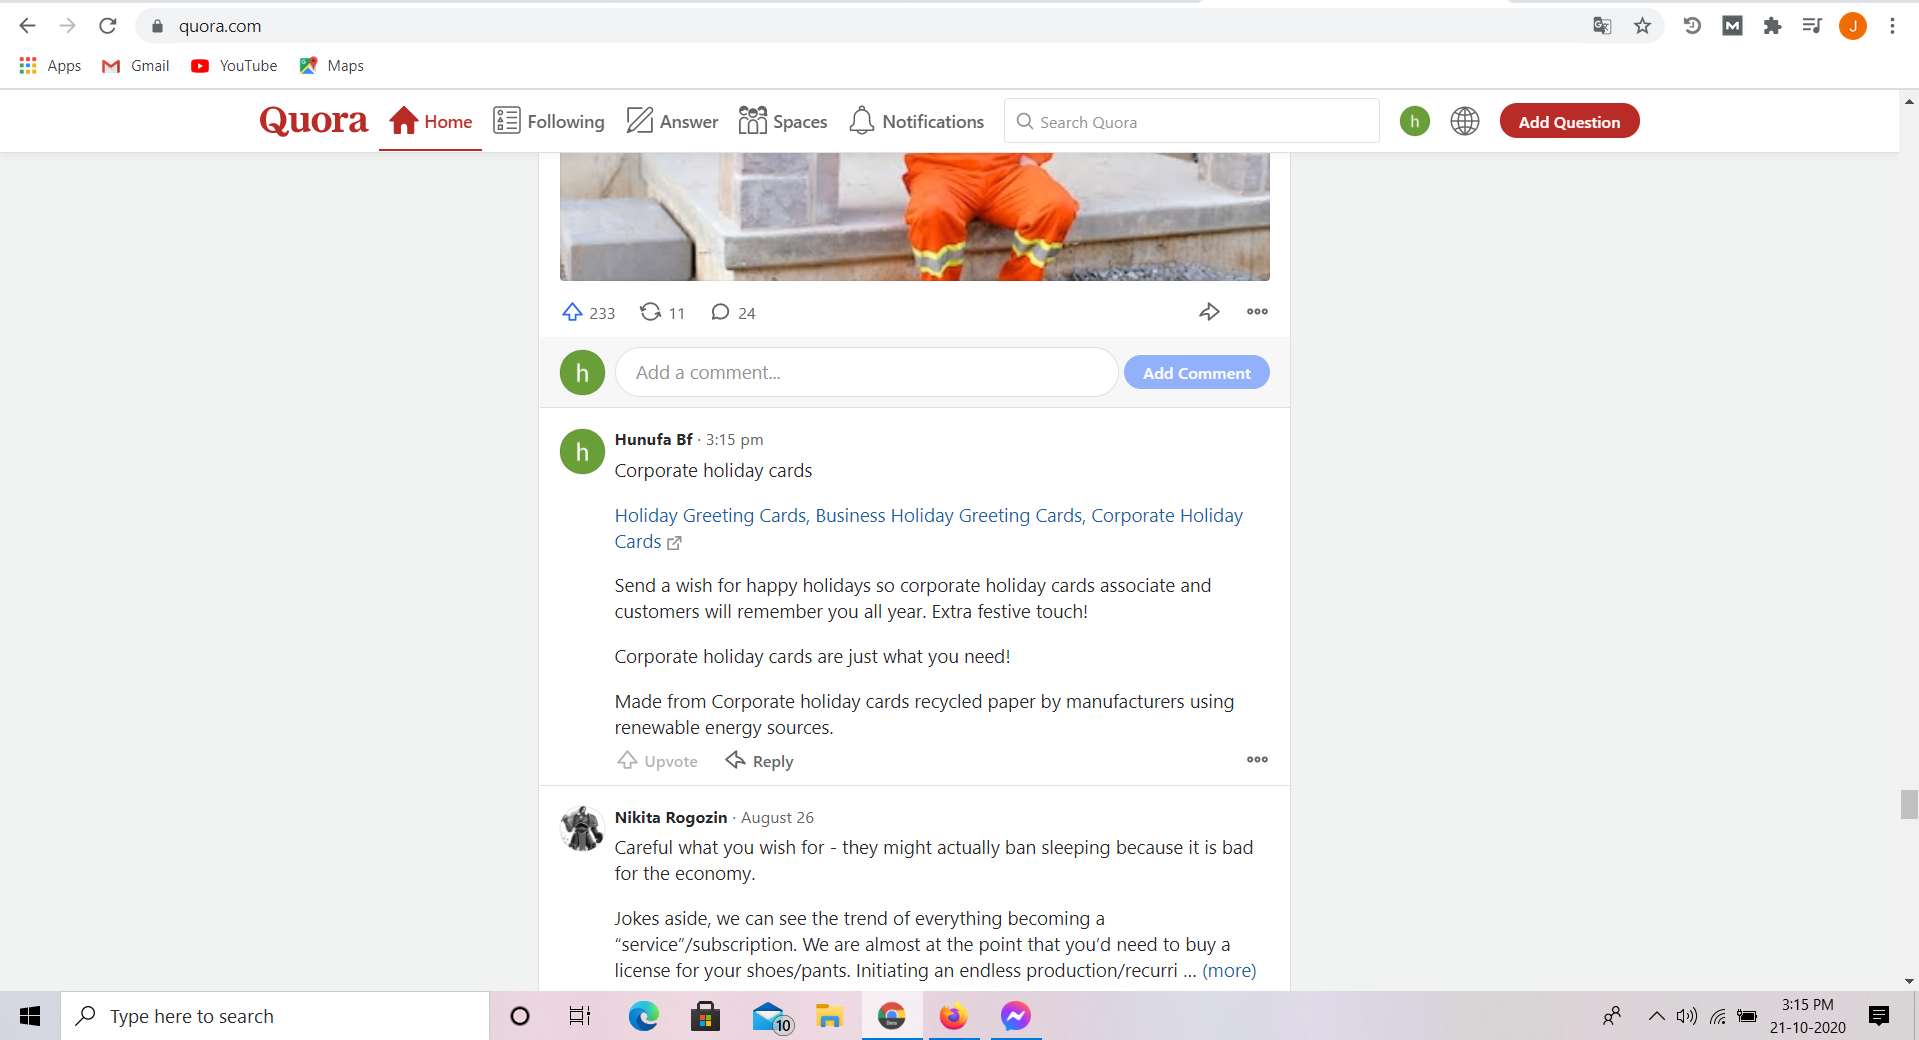 quora.com
M
J
Apps
Gmail
YouTube
Maps
Quora
Home
Following
Answer
Spaces
Notifications
Search Quora
h
Add Question
233
11
24
h
Add a comment...
Add Comment
h
Hunufa Bf · 3:15 pm
Corporate holiday cards
Holiday Greeting Cards, Business Holiday Greeting Cards, Corporate Holiday
Cards
Send a wish for happy holidays so corporate holiday cards associate and
customers will remember you all year. Extra festive touch!
Corporate holiday cards are just what you need!
Made from Corporate holiday cards recycled paper by manufacturers using
renewable energy sources.
Upvote
Reply
Nikita Rogozin · August 26
Careful what you wish for - they might actually ban sleeping because it is bad
for the economy.
Jokes aside, we can see the trend of everything becoming a
“service”/subscription. We are almost at the point that you’d need to buy a
license for your shoes/pants. Initiating an endless production/recurri ... (more)
Type here to search
10
3:15 PM
21-10-2020